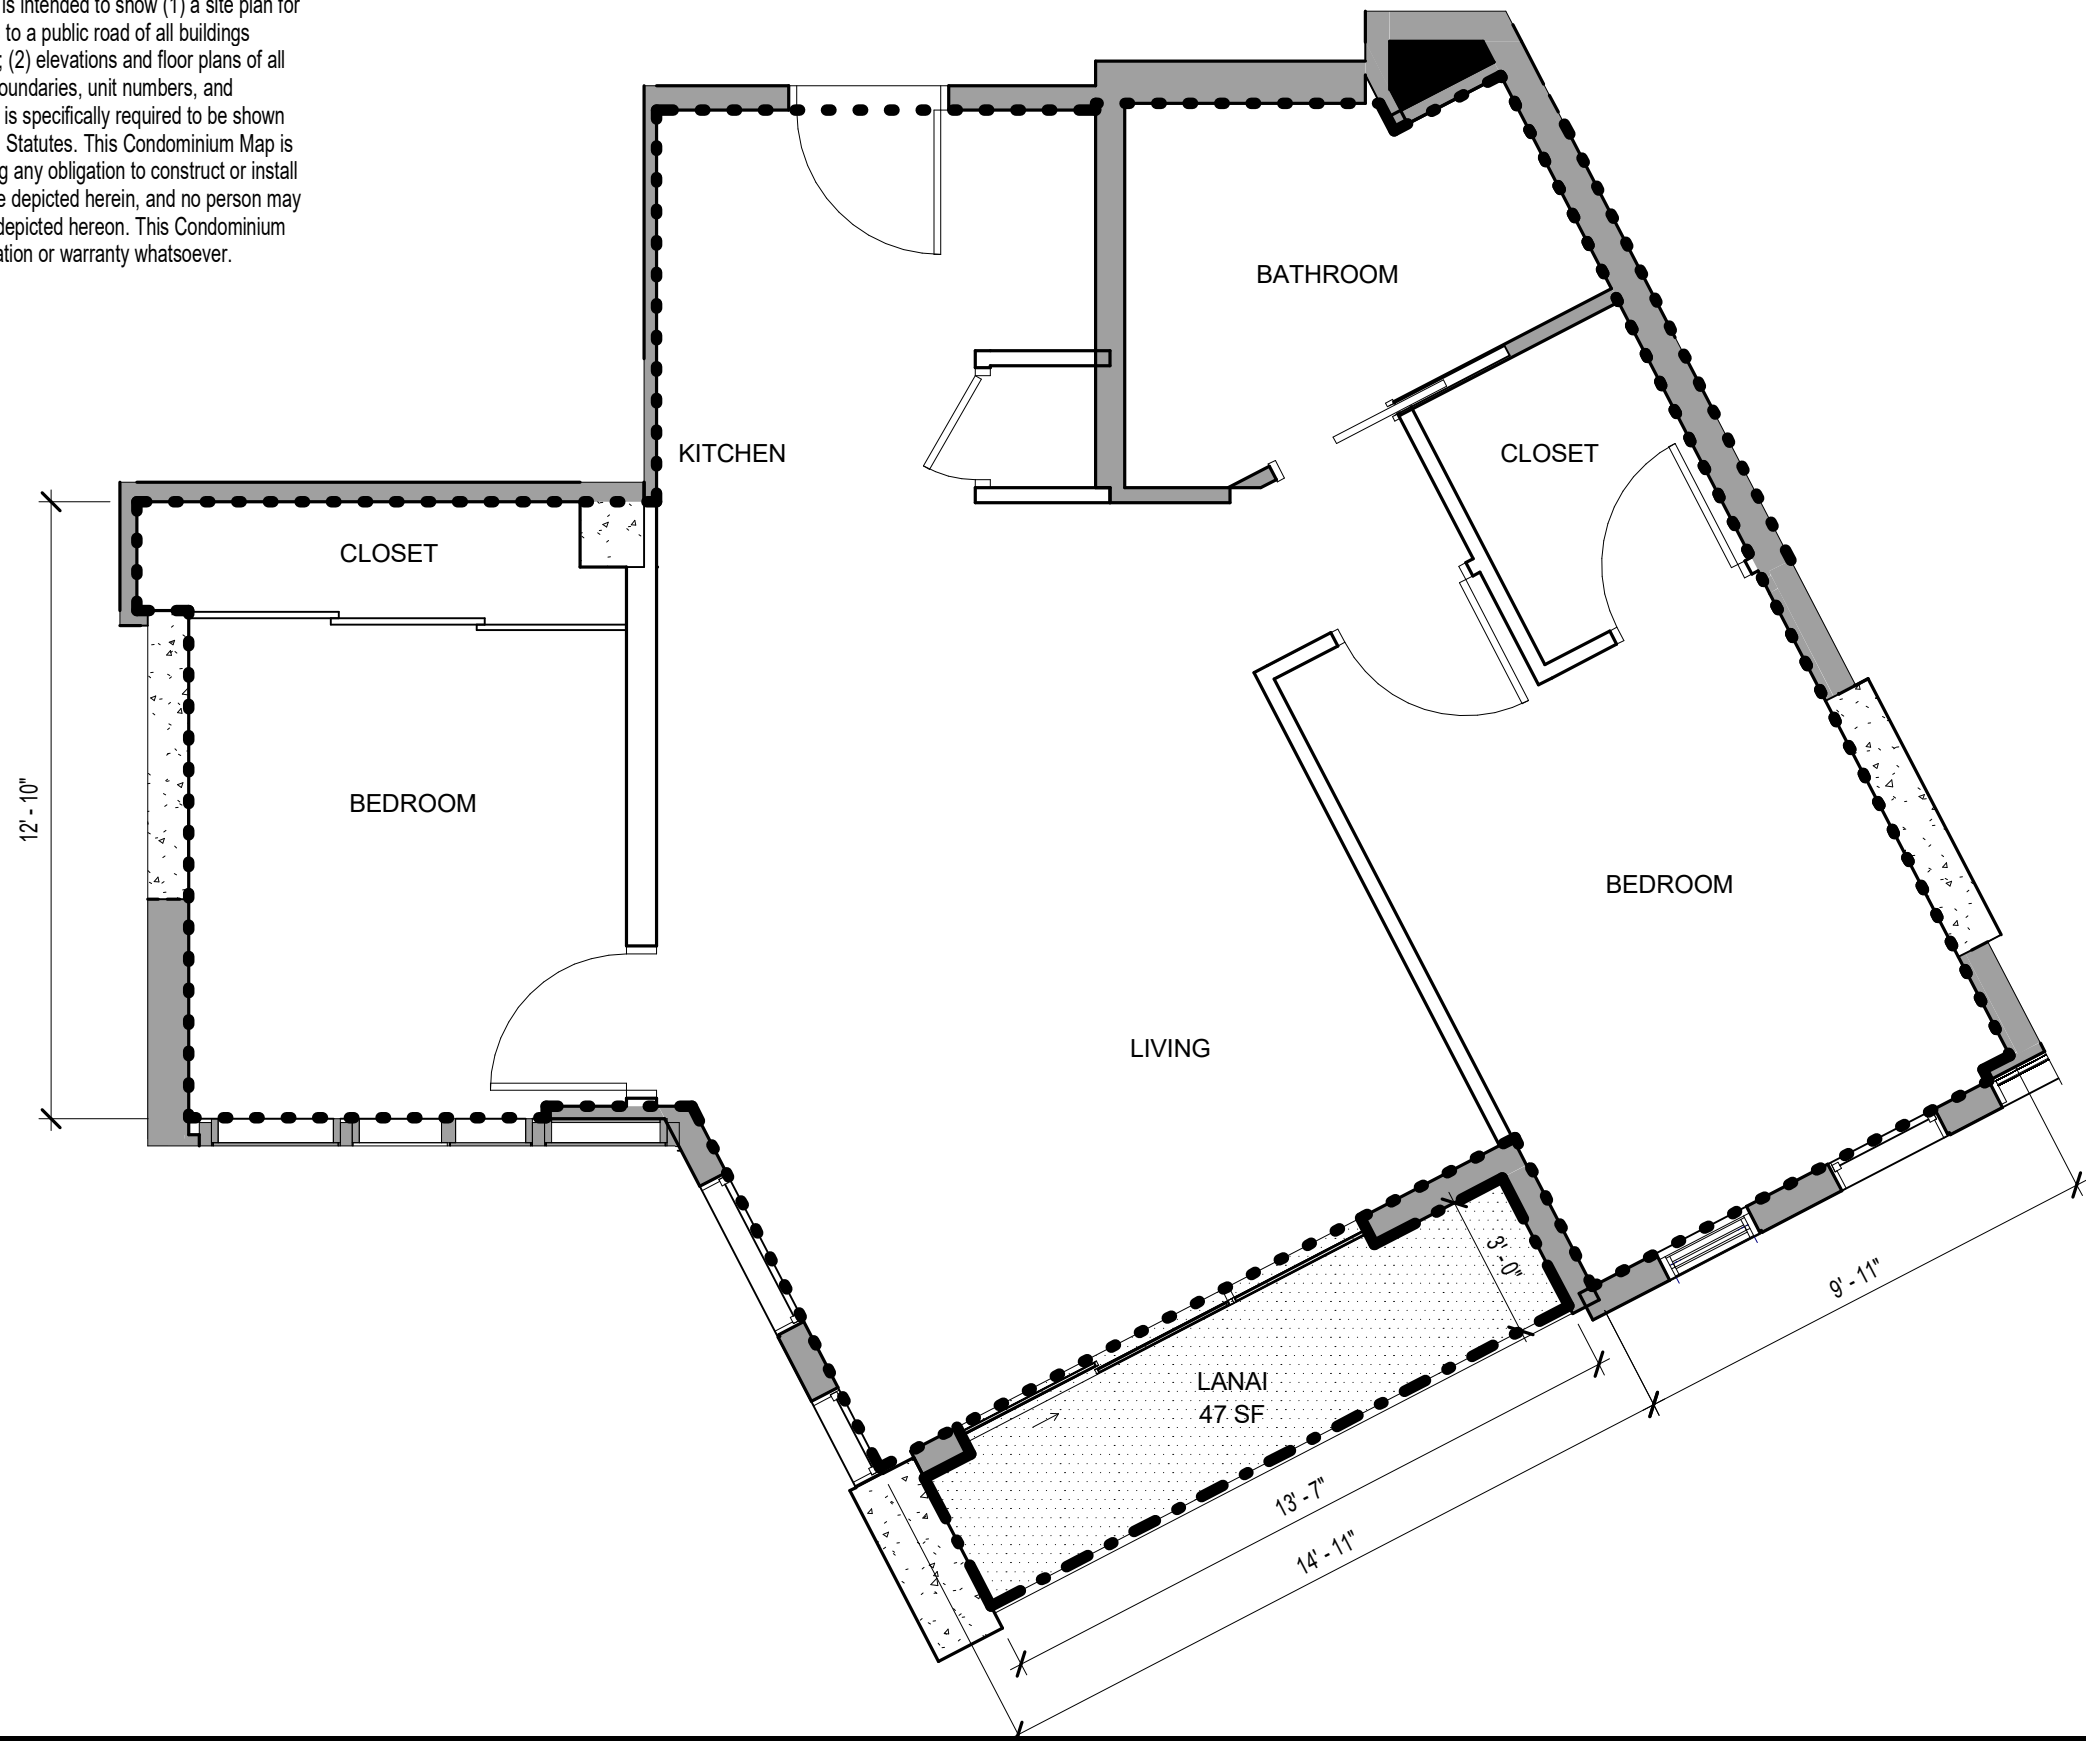 is intended to show (1) a site plan for
to a public road of all buildings
; (2) elevations and floor plans of all
oundaries, unit numbers, and
is specifically required to be shown
Statutes. This Condominium Map is
g any obligation to construct or install
e depicted herein, and no person may
depicted hereon. This Condominium
ation or warranty whatsoever.
BATHROOM
KITCHEN
CLOSET
CLOSET
12' - 10"
BEDROOM
BEDROOM
LIVING
3' - 0"
9' - 11"
LANAI
47 SF
13' - 7"
14' - 11"